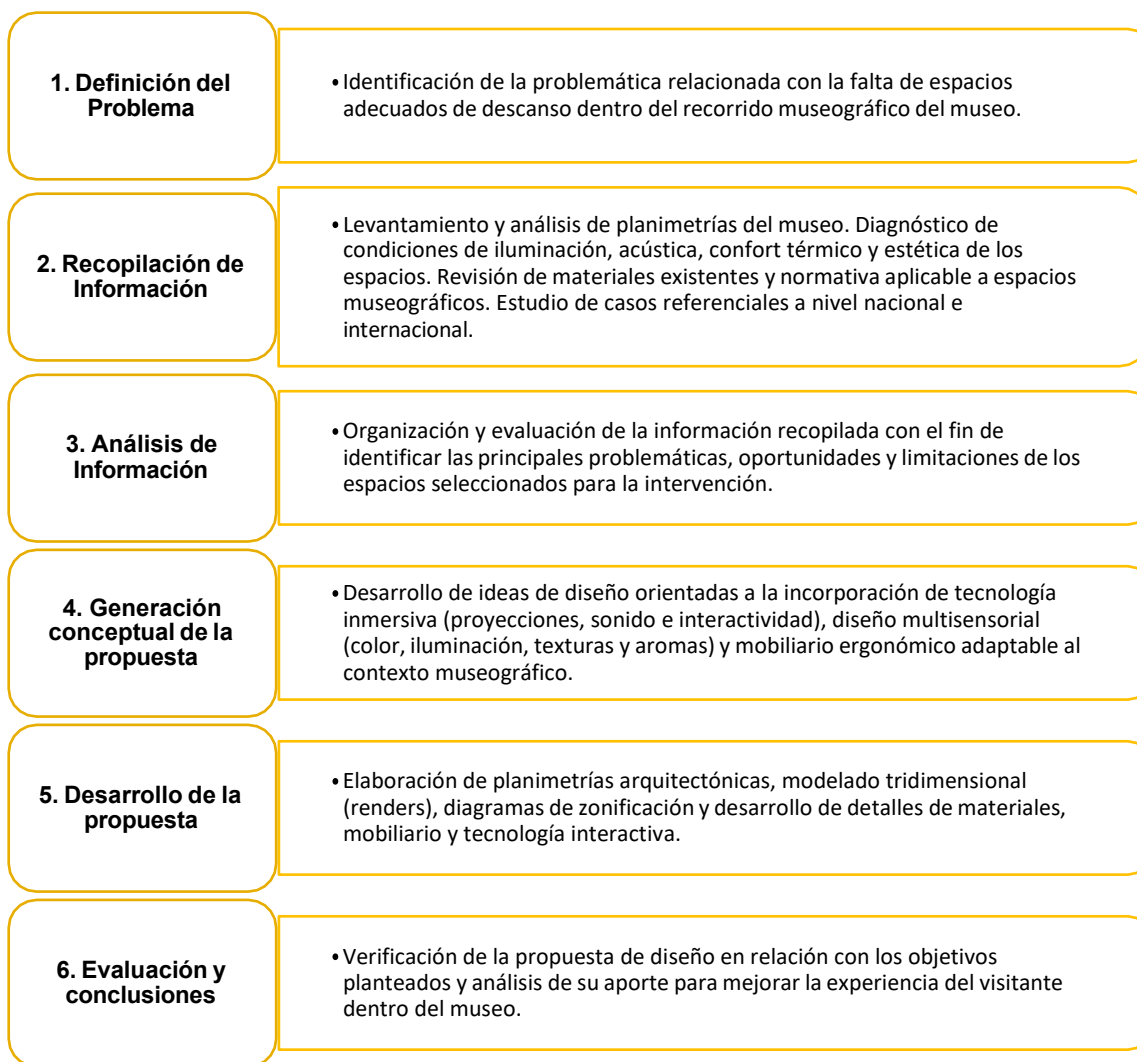 1. Definición del
Problema
•Identificación de la problemática relacionada con la falta de espacios
adecuados de descanso dentro del recorrido museográfico del museo.
2. Recopilación de
Información
•Levantamiento y análisis de planimetrías del museo. Diagnóstico de
condiciones de iluminación, acústica, confort térmico y estética de los
espacios. Revisión de materiales existentes y normativa aplicable a espacios
museográficos. Estudio de casos referenciales a nivel nacional e
internacional.
3. Análisis de
Información
•Organización y evaluación de la información recopilada con el fin de
identificar las principales problemáticas, oportunidades y limitaciones de los
espacios seleccionados para la intervención.
4. Generación
conceptual de la
propuesta
•Desarrollo de ideas de diseño orientadas a la incorporación de tecnología
inmersiva (proyecciones, sonido e interactividad), diseño multisensorial
(color, iluminación, texturas y aromas) y mobiliario ergonómico adaptable al
contexto museográfico.
5. Desarrollo de la
propuesta
•Elaboración de planimetrías arquitectónicas, modelado tridimensional
(renders), diagramas de zonificación y desarrollo de detalles de materiales,
mobiliario y tecnología interactiva.
6. Evaluación y
conclusiones
•Verificación de la propuesta de diseño en relación con los objetivos
planteados y análisis de su aporte para mejorar la experiencia del visitante
dentro del museo.